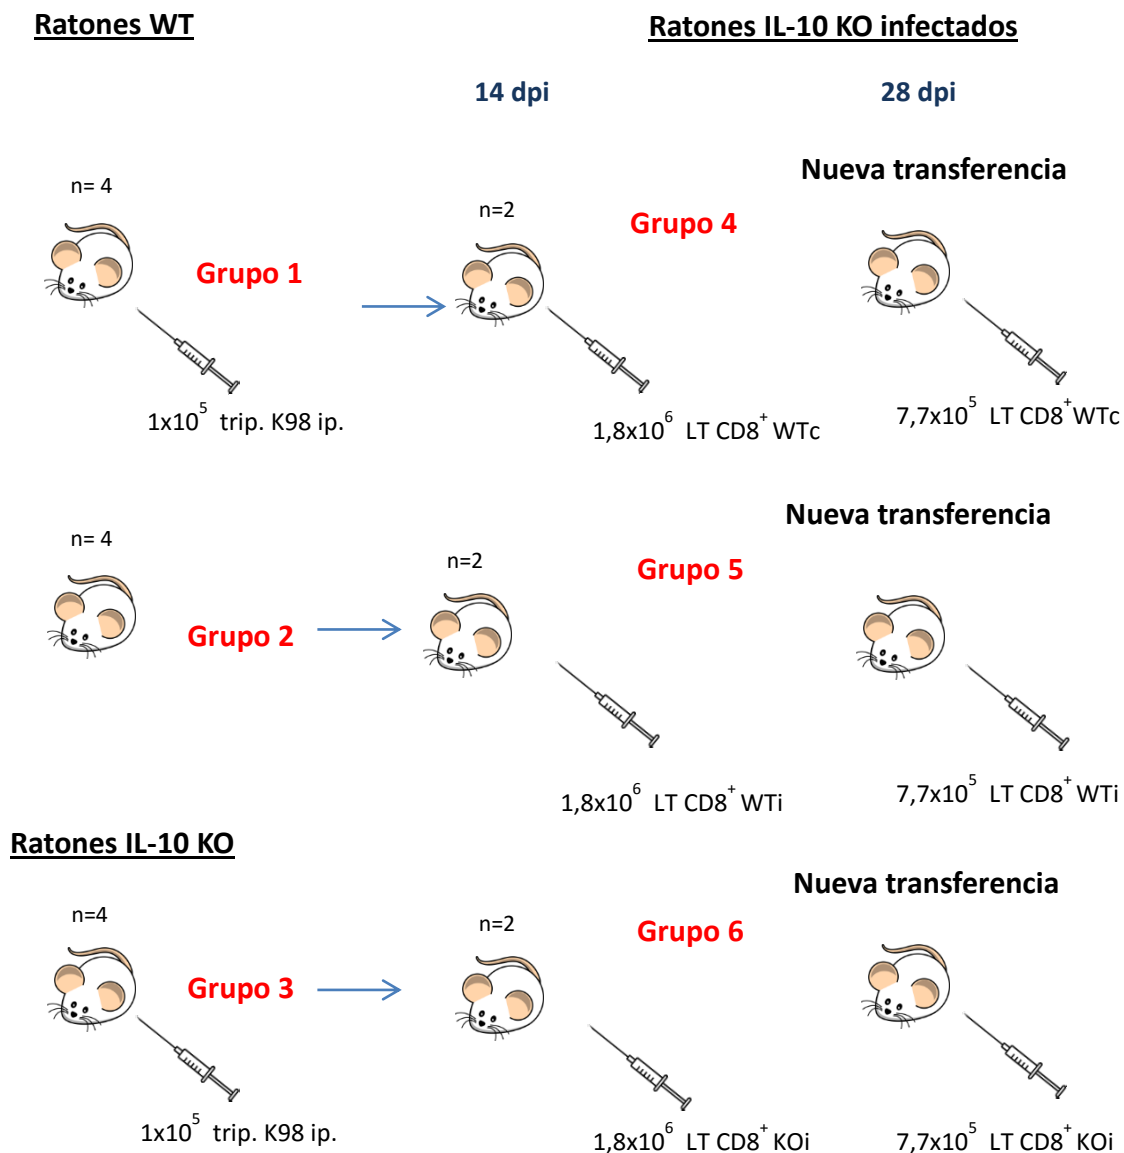 Ratones WT
Ratones IL-10 KO infectados
14 dpi
28 dpi
Nueva transferencia
n= 4
n=2
Grupo 4
Grupo 1
1x10^5 trip. K98 ip.
1,8x10^6 LT CD8^+ WTc
7,7x10^5 LT CD8^+ WTc
Nueva transferencia
n= 4
n=2
Grupo 5
Grupo 2
1,8x10^6 LT CD8^+ WTi
7,7x10^5 LT CD8^+ WTi
Ratones IL-10 KO
Nueva transferencia
n=4
n=2
Grupo 6
Grupo 3
1x10^5 trip. K98 ip.
1,8x10^6 LT CD8^+ KOi
7,7x10^5 LT CD8^+ KOi